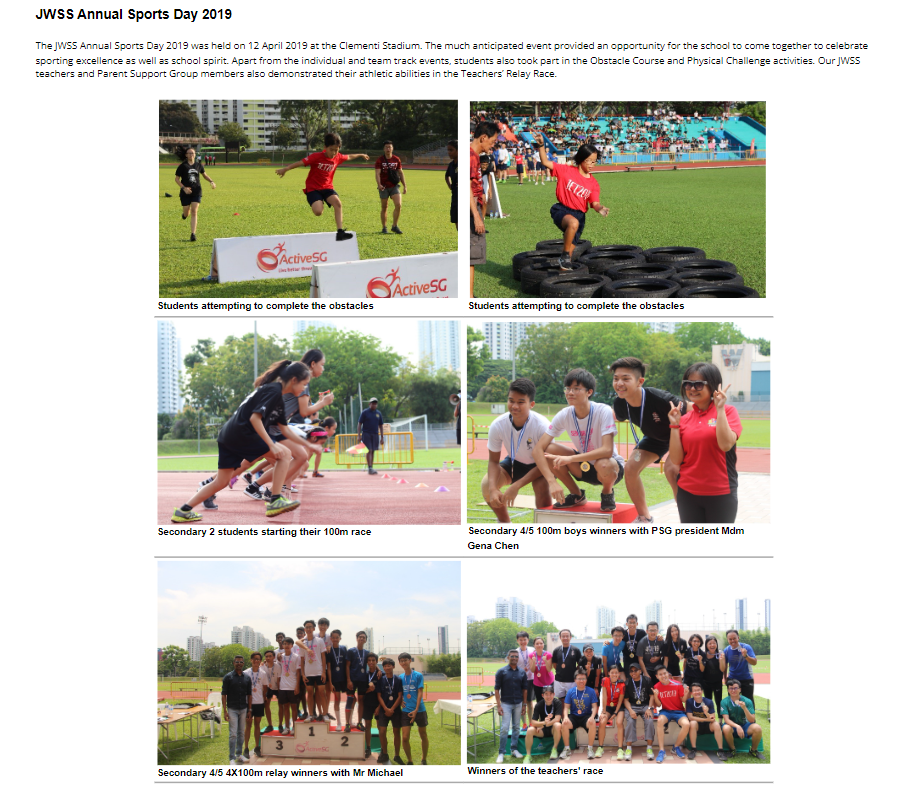 JWSS Annual Sports Day 2019
The JWSS Annual Sports Day 2019 was held on 12 April 2019 at the Clementi Stadium. The much anticipated event provided an opportunity for the school to come together to celebrate
sporting excellence as well as school spirit. Apart from the individual and team track events, students also took part in the Obstacle Course and Physical Challenge activities. Our JWSS
teachers and Parent Support Group members also demonstrated their athletic abilities in the Teachers' Relay Race.
ActiveSG
ActiveSG
Students attempting to complete the obstacles
Students attempting to complete the obstacles
Secondary 2 students starting their 100m race
Secondary 4/5 100m boys winners with PSG president Mdm
Gena Chen
3 1 2
ActiveSG
Secondary 4/5 4X100m relay winners with Mr Michael
Winners of the teachers' race